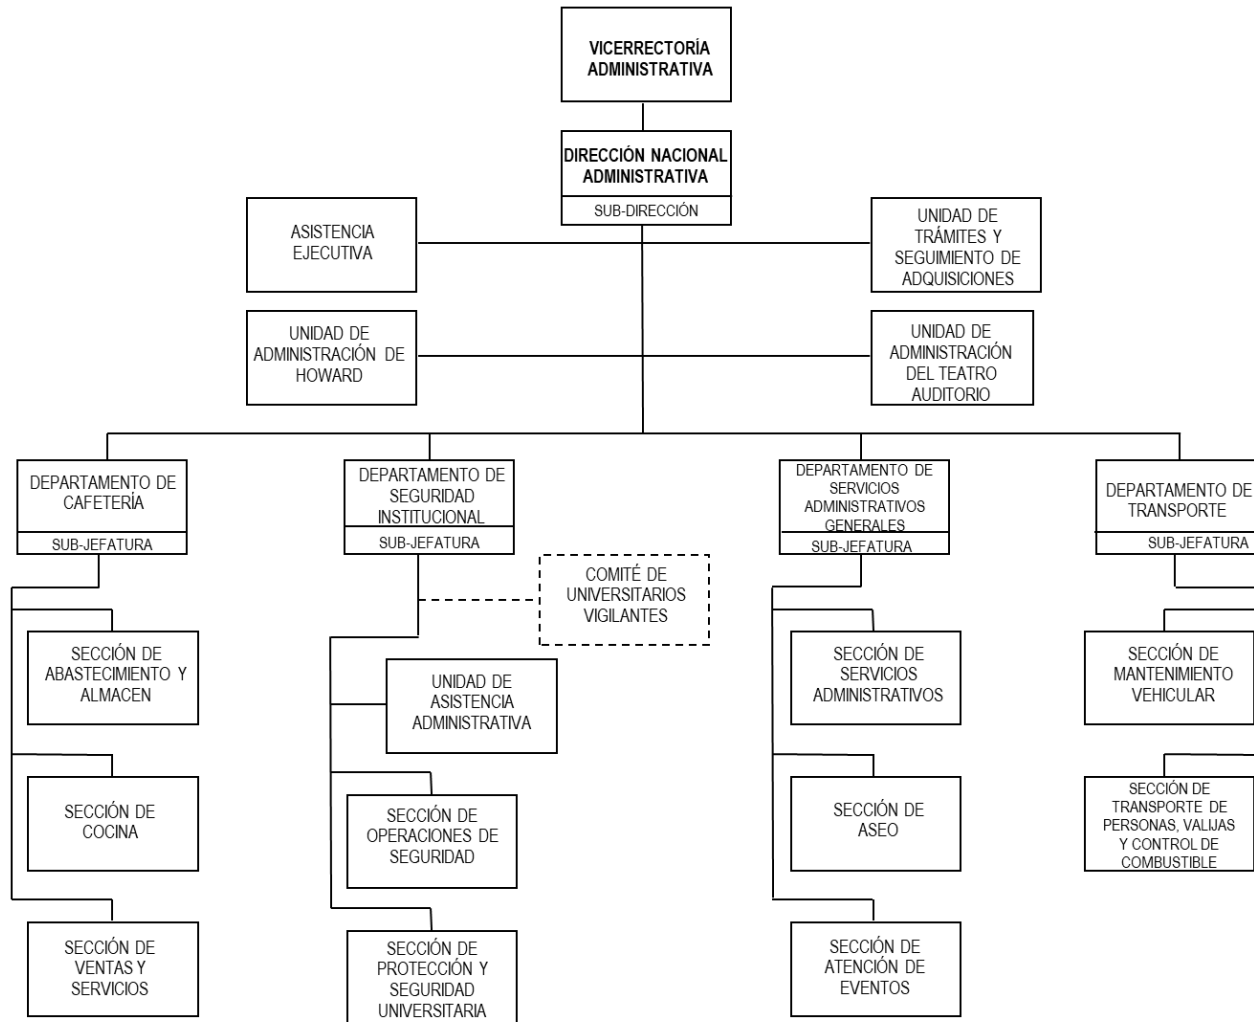 VICERRECTORÍA
ADMINISTRATIVA
DIRECCIÓN NACIONAL
ADMINISTRATIVA
SUB-DIRECCIÓN
ASISTENCIA
EJECUTIVA
UNIDAD DE
TRÁMITES Y
SEGUIMIENTO DE
ADQUISICIONES
UNIDAD DE
ADMINISTRACIÓN DE
HOWARD
UNIDAD DE
ADMINISTRACIÓN
DEL TEATRO
AUDITORIO
DEPARTAMENTO DE
CAFETERÍA
SUB-JEFATURA
DEPARTAMENTO DE
SEGURIDAD
INSTITUCIONAL
SUB-JEFATURA
DEPARTAMENTO DE
SERVICIOS
ADMINISTRATIVOS
GENERALES
SUB-JEFATURA
DEPARTAMENTO DE
TRANSPORTE
SUB-JEFATURA
COMITÉ DE
UNIVERSITARIOS
VIGILANTES
SECCIÓN DE
ABASTECIMIENTO Y
ALMACEN
UNIDAD DE
ASISTENCIA
ADMINISTRATIVA
SECCIÓN DE
SERVICIOS
ADMINISTRATIVOS
SECCIÓN DE
MANTENIMIENTO
VEHICULAR
SECCIÓN DE
COCINA
SECCIÓN DE
OPERACIONES DE
SEGURIDAD
SECCIÓN DE
ASEO
SECCIÓN DE
TRANSPORTE DE
PERSONAS, VALIJAS
Y CONTROL DE
COMBUSTIBLE
SECCIÓN DE
VENTAS Y
SERVICIOS
SECCIÓN DE
PROTECCIÓN Y
SEGURIDAD
UNIVERSITARIA
SECCIÓN DE
ATENCIÓN DE
EVENTOS